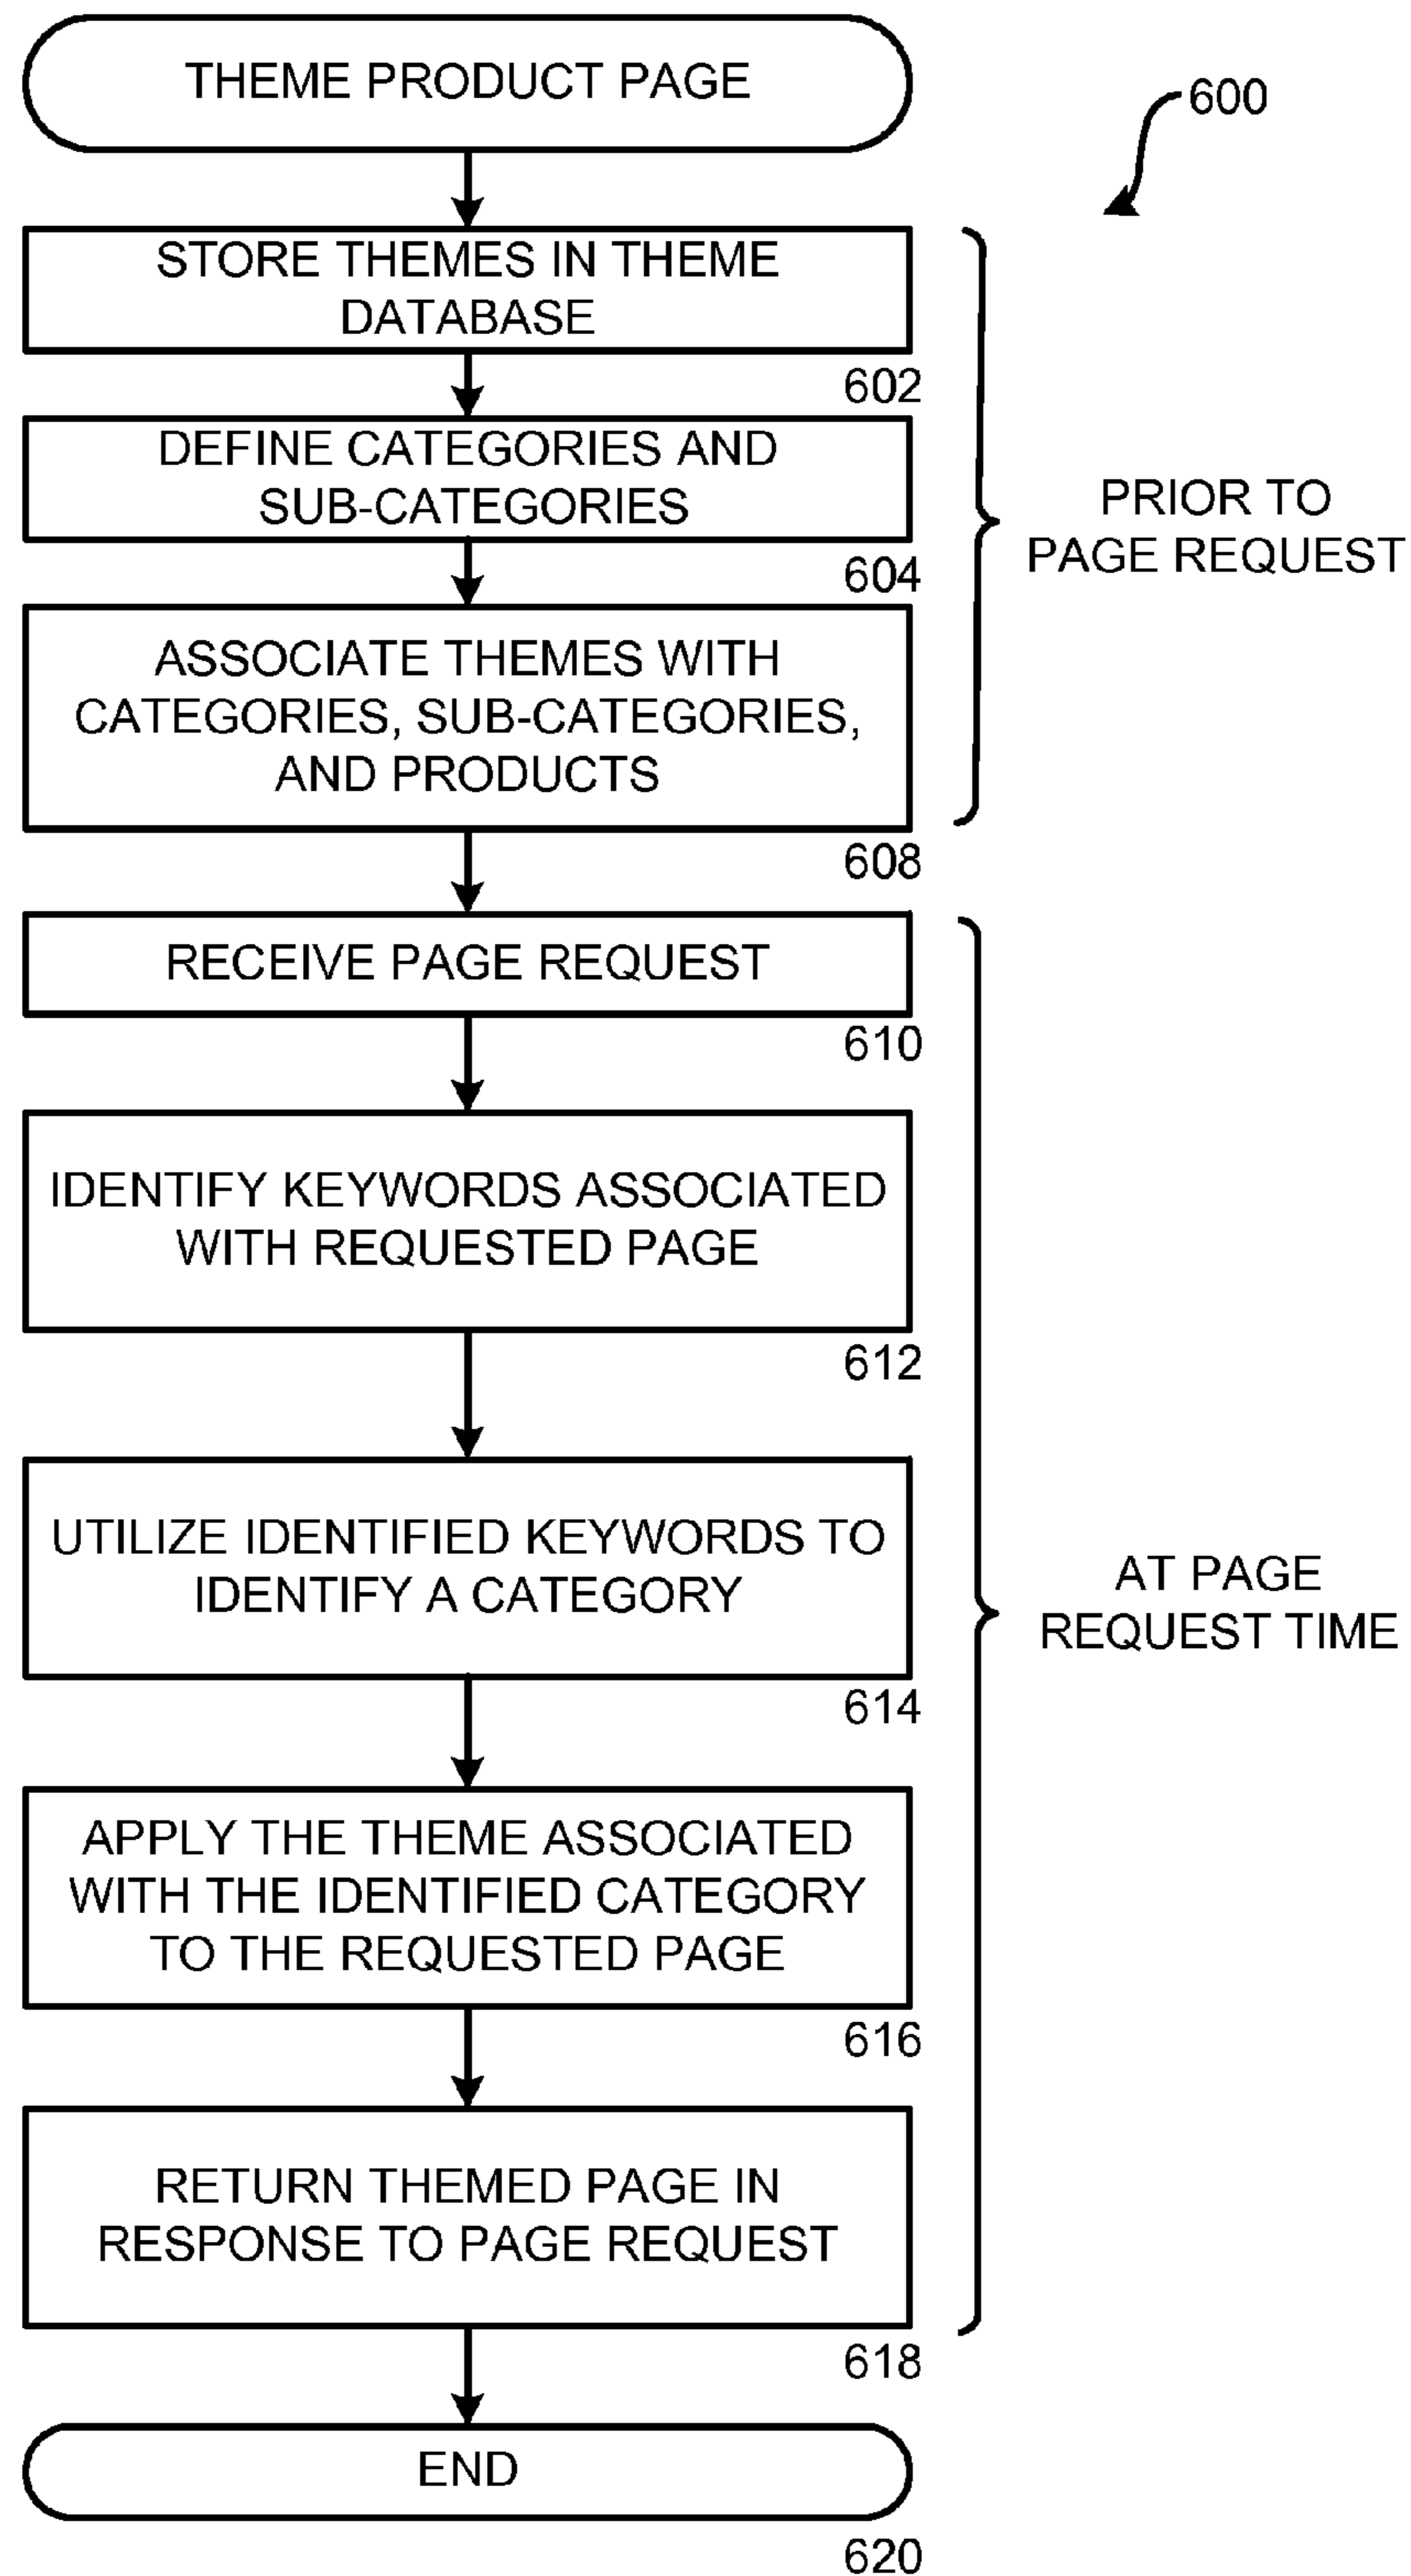 THEME PRODUCT PAGE
600
STORE THEMES IN THEME
DATABASE
602
DEFINE CATEGORIES AND
SUB-CATEGORIES
604
PRIOR TO
PAGE REQUEST
ASSOCIATE THEMES WITH
CATEGORIES, SUB-CATEGORIES,
AND PRODUCTS
608
RECEIVE PAGE REQUEST
610
IDENTIFY KEYWORDS ASSOCIATED
WITH REQUESTED PAGE
612
UTILIZE IDENTIFIED KEYWORDS TO
IDENTIFY A CATEGORY
614
AT PAGE
REQUEST TIME
APPLY THE THEME ASSOCIATED
WITH THE IDENTIFIED CATEGORY
TO THE REQUESTED PAGE
616
RETURN THEMED PAGE IN
RESPONSE TO PAGE REQUEST
618
END
620